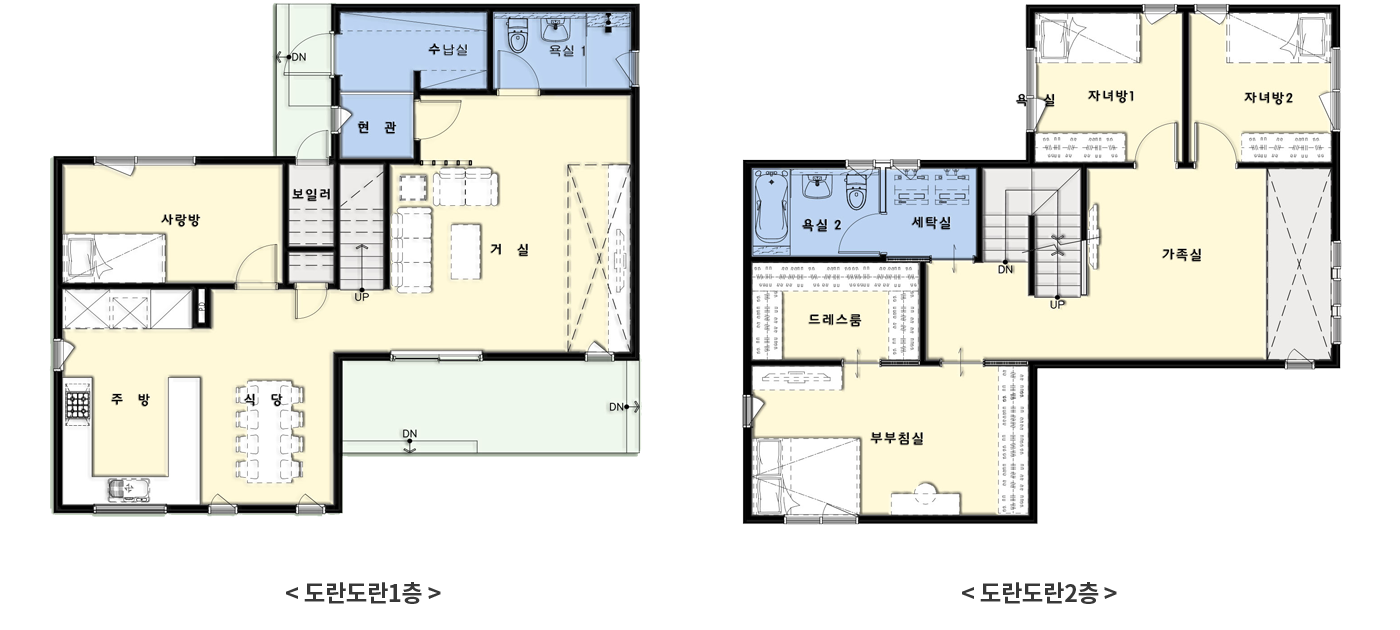 수납실
욕실 1
DN
현 관
보일러
사랑방
거 실
UP
P.D
주 방
식 당
DN
DN
< 도란도란1층 >
자녀방1
자녀방2
욕 실
욕실 2
세탁실
가족실
DN
UP
드레스룸
부부침실
< 도란도란2층 >